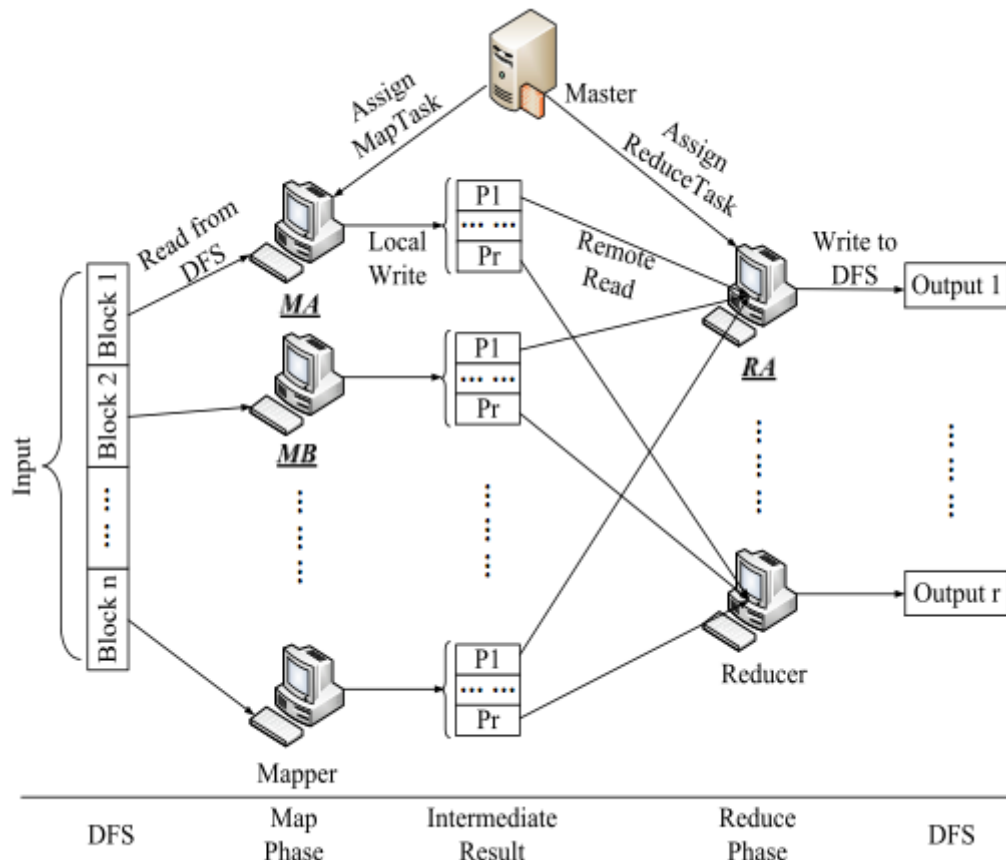 Master
Assign
MapTask
Assign
ReduceTask
Read from
DFS
Local
Write
Remote
Read
Write to
DFS
Input
Block 1
Block 2
... ...
Block n
MA
MB
Mapper
P1
... ...
Pr
P1
... ...
Pr
P1
... ...
Pr
RA
Reducer
Output 1
Output r
DFS
Map
Phase
Intermediate
Result
Reduce
Phase
DFS